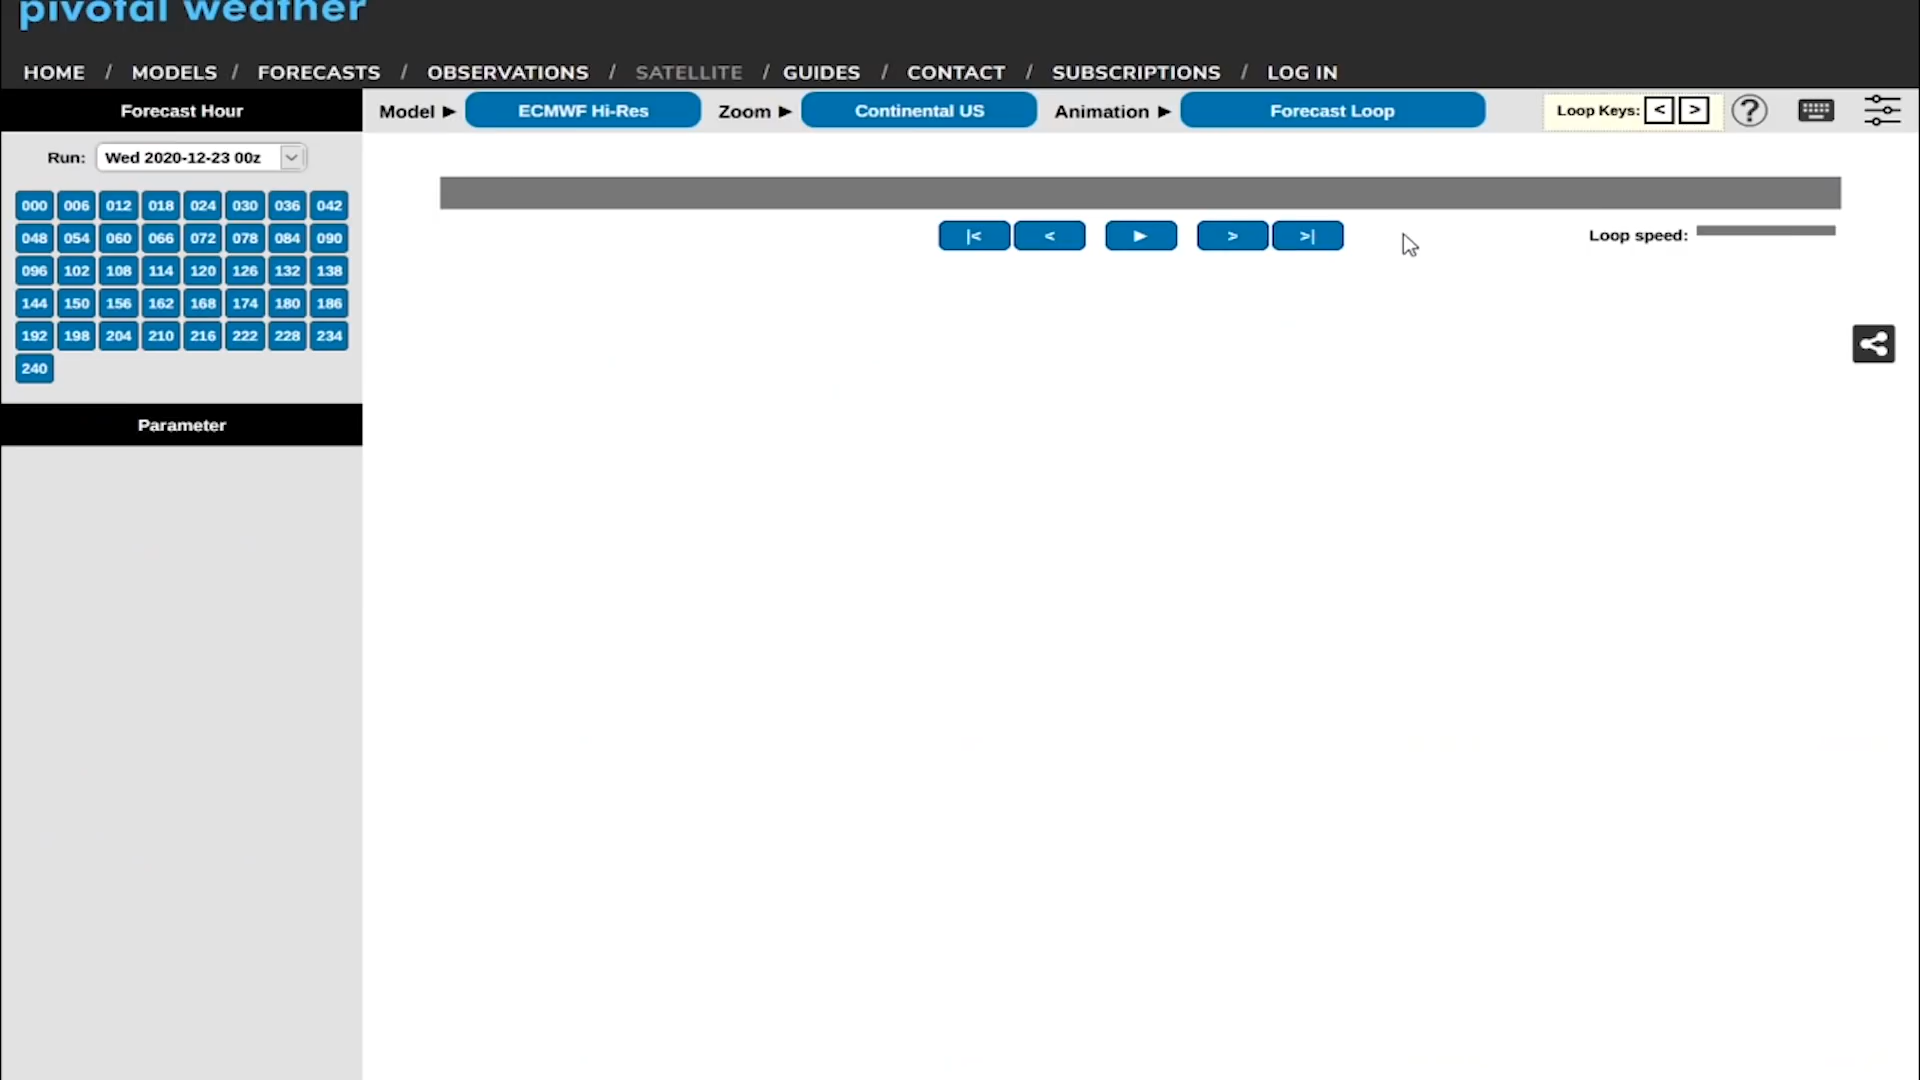 pivotal weather
HOME / MODELS / FORECASTS / OBSERVATIONS / SATELLITE / GUIDES / CONTACT / SUBSCRIPTIONS / LOG IN
Forecast Hour
Model ▶ ECMWF Hi-Res Zoom ▶ Continental US Animation ▶ Forecast Loop Loop Keys: < > ?
Run: Wed 2020-12-23 00z
000 006 012 018 024 030 036 042
048 054 060 066 072 078 084 090
096 102 108 114 120 126 132 138
144 150 156 162 168 174 180 186
192 198 204 210 216 222 228 234
240
|< < ▶ > >| Loop speed:
Parameter